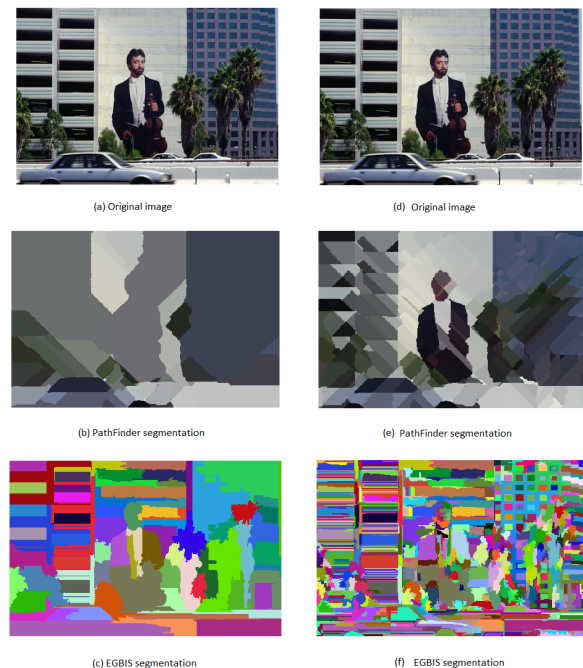 (a) Original image
(d) Original image
(b) PathFinder segmentation
(e) PathFinder segmentation
(c) EGBIS segmentation
(f) EGBIS segmentation